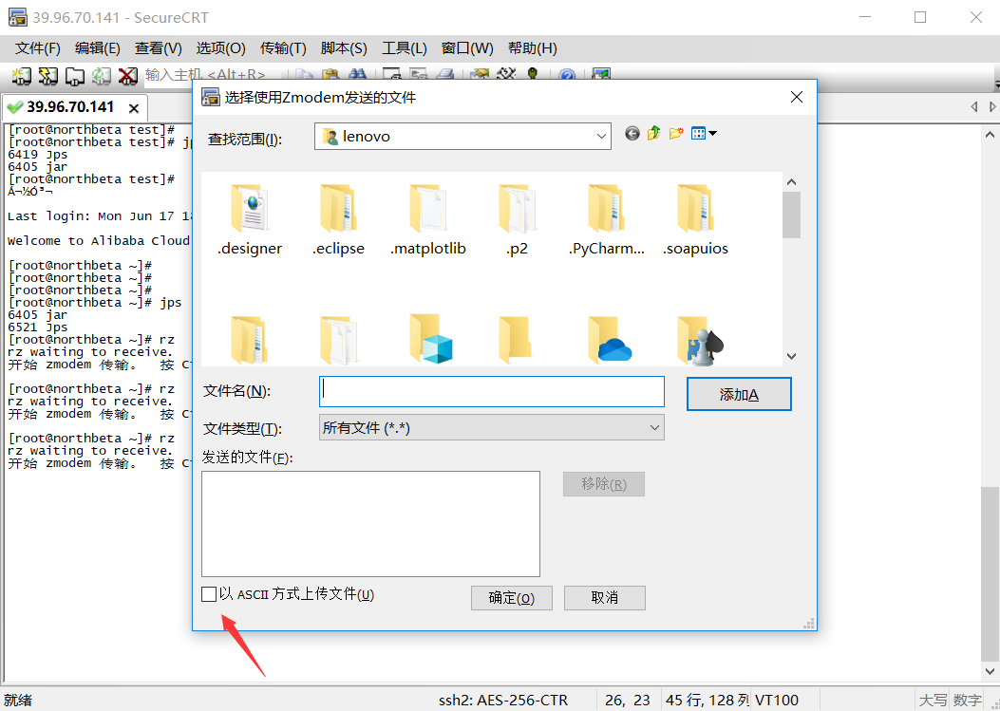 39.96.70.141 - SecureCRT
文件(F) 编辑(E) 查看(V) 选项(O) 传输(T) 脚本(S) 工具(L) 窗口(W) 帮助(H)
输入主机 <Alt+R>
39.96.70.141
[root@northbeta test]#
[root@northbeta test]#
6419 Jps
6405 jar
[root@northbeta test]#
Á¬½Ó³¬
Last login: Mon Jun 17
Welcome to Alibaba Cloud
[root@northbeta ~]#
[root@northbeta ~]#
[root@northbeta ~]#
[root@northbeta ~]# jps
6405 jar
6521 Jps
[root@northbeta ~]# rz
rz waiting to receive.
开始 zmodem 传输。 按
[root@northbeta ~]# rz
rz waiting to receive.
开始 zmodem 传输。 按
[root@northbeta ~]# rz
rz waiting to receive.
开始 zmodem 传输。 按
选择使用Zmodem发送的文件
查找范围(I):
lenovo
.designer .eclipse .matplotlib .p2 .PyCharm... .soapuios
文件名(N):
添加A
文件类型(T):
所有文件 (*.*)
发送的文件(F):
移除(R)
以 ASCII 方式上传文件(U)
确定(O)
取消
就绪 ssh2: AES-256-CTR 26, 23 45 行, 128 列 VT100 大写 数字